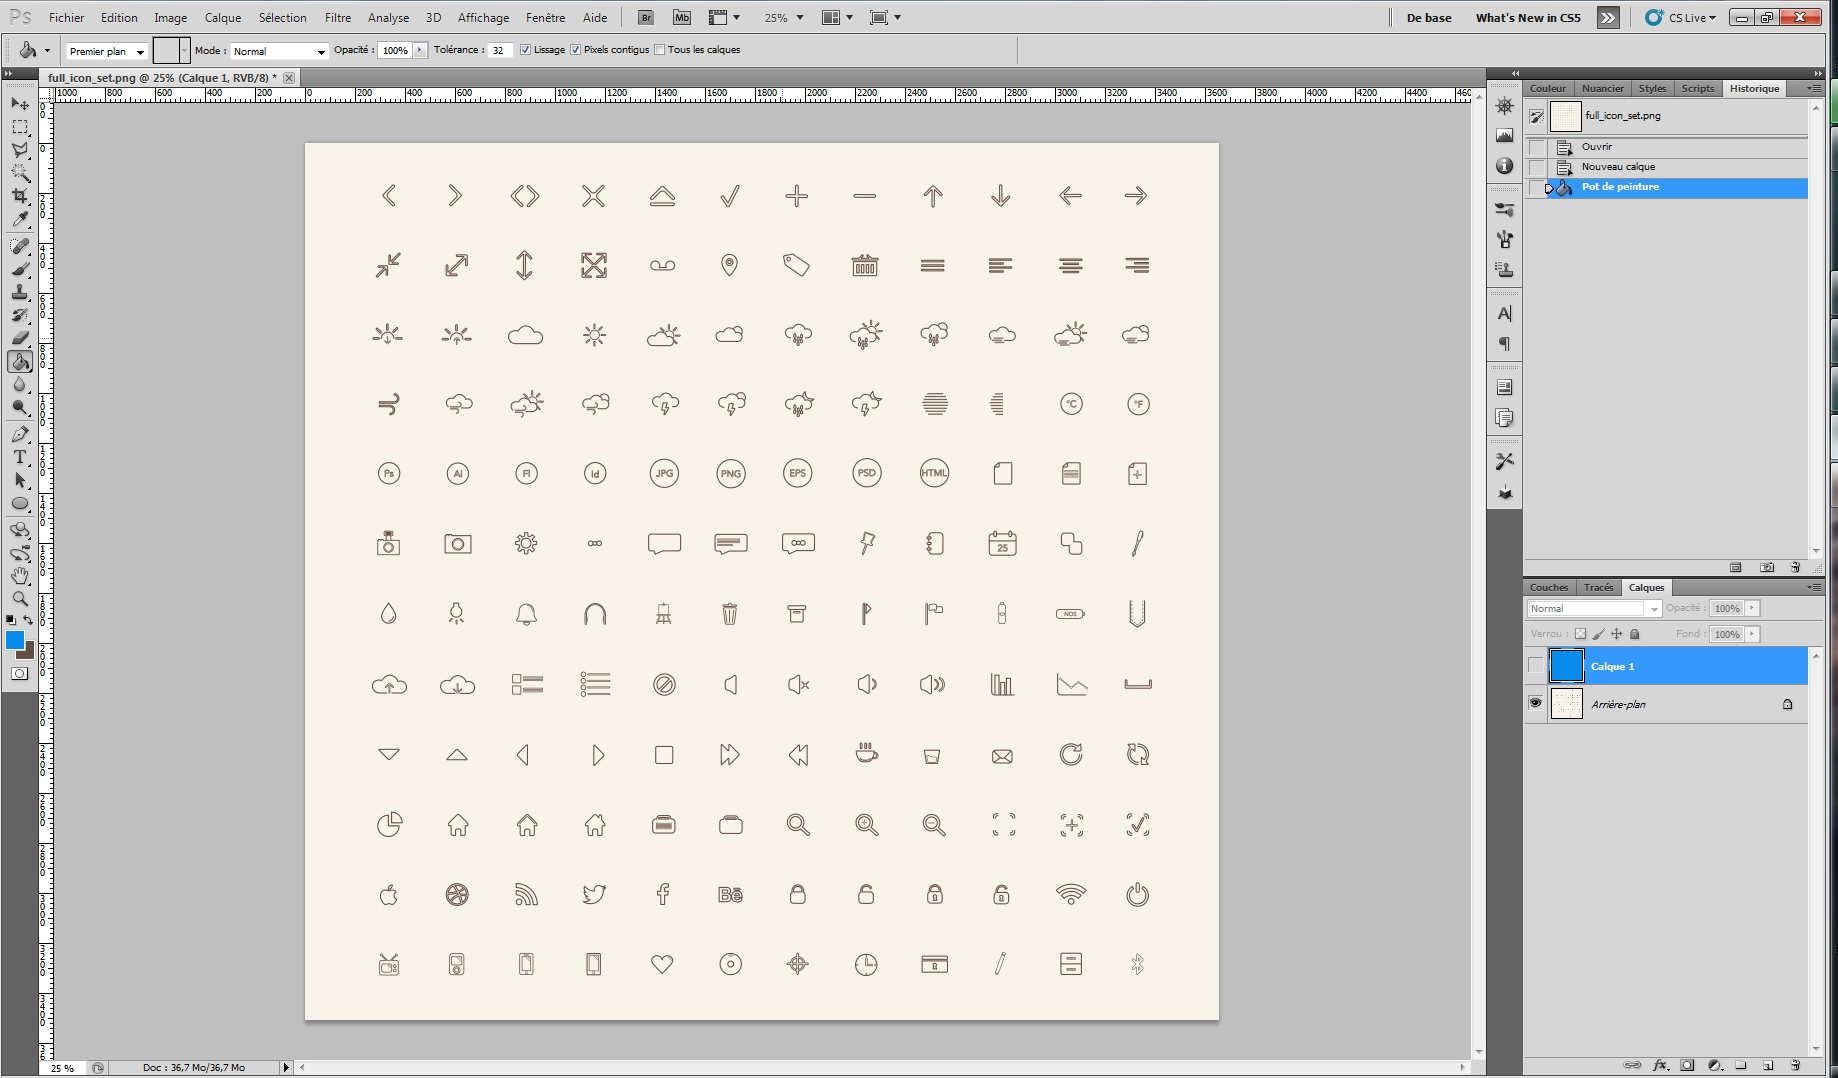 Ps Fichier Edition Image Calque Sélection Filtre Analyse 3D Affichage Fenêtre Aide Br Mb 25% De base What's New in CS5 CS Live
Premier plan Mode : Normal Opacité : 100% Tolérance : 32 Lissage Pixels contigus Tous les calques
full_icon_set.png @ 25% (Calque 1, RVB/8) *
1000 800 600 400 200 0 200 400 600 800 1000 1200 1400 1600 1800 2000 2200 2400 2600 2800 3000 3200 3400 3600 3800 4000 4200 4400 460
Couleur Nuancier Styles Scripts Historique
full_icon_set.png
Ouvrir
Nouveau calque
Pot de peinture
°C °F
Ps Ai Fl Id JPG PNG EPS PSD HTML
25
NOS
Bē
Couches Tracés Calques
Normal Opacité : 100%
Verrou : Fond : 100%
Calque 1
Arrière-plan
25 % Doc : 36,7 Mo/36,7 Mo